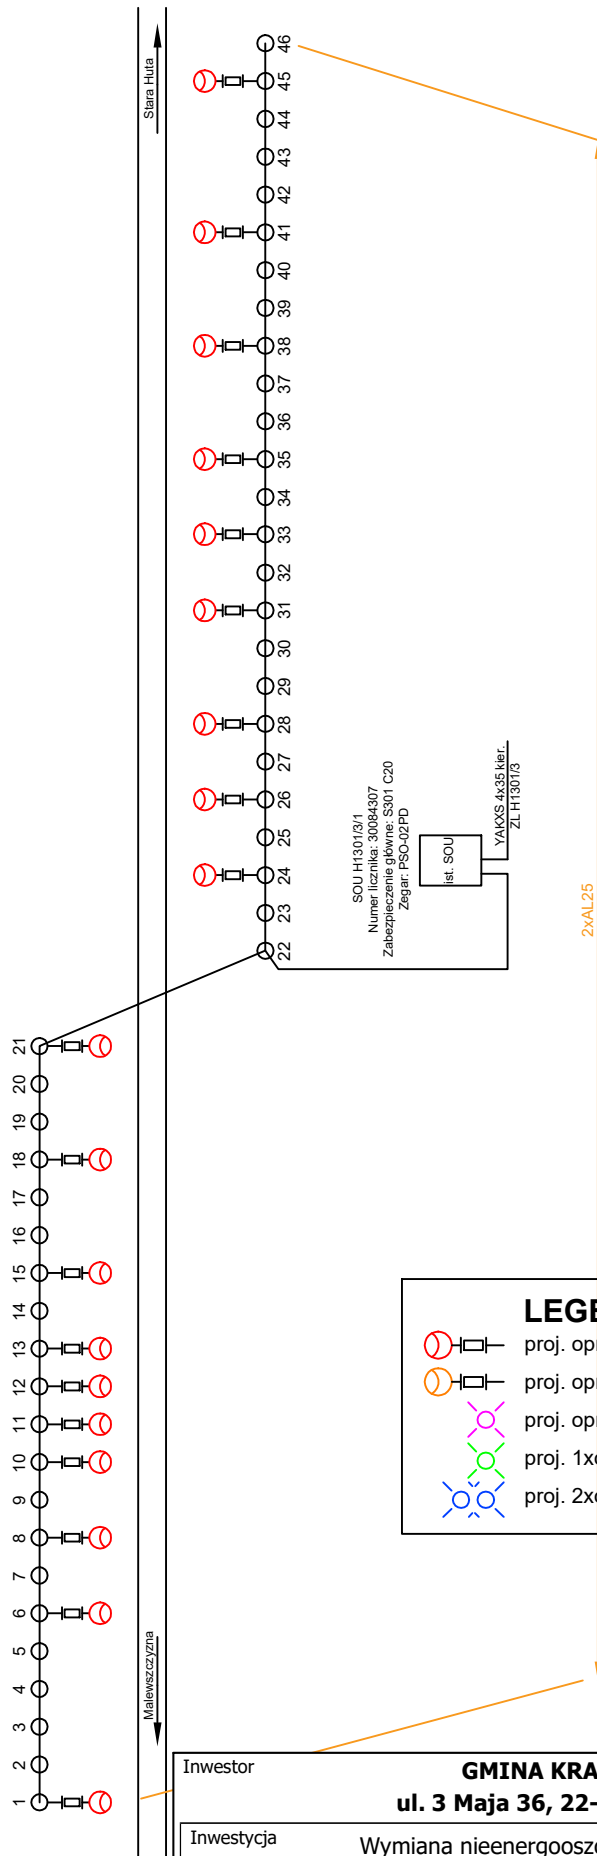 Stara Huta
46
45
44
43
42
41
40
39
38
37
36
35
34
33
32
31
30
29
28
27
26
25
24
23
22
SOU H1301/3/1
Numer licznika: 30084307
Zabezpieczenie główne: S301 C20
Zegar: PSO-02PD
ist. SOU
YAKXS 4x35 kier.
ZL H1301/3
2xAL25
21
20
19
18
17
16
15
14
13
12
11
10
9
8
7
6
5
4
3
2
1
Malewszczyzna
LEGE
proj. opr
proj. opr
proj. opr
proj. 1x
proj. 2x
Inwestor
GMINA KRA
ul. 3 Maja 36, 22-
Inwestycja
Wymiana nieenergooszc